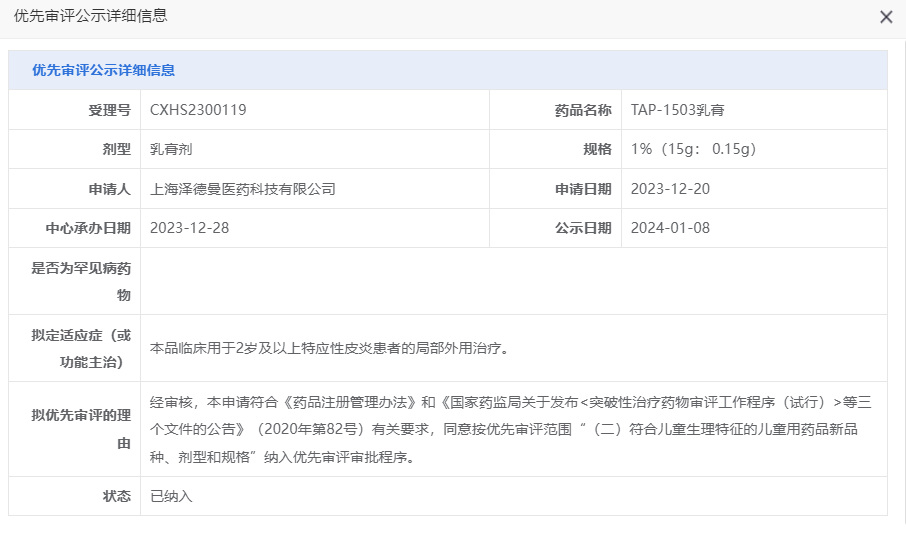 优先审评公示详细信息
优先审评公示详细信息
受理号 CXHS2300119 药品名称 TAP-1503乳膏
剂型 乳膏剂 规格 1%（15g： 0.15g）
申请人 上海泽德曼医药科技有限公司 申请日期 2023-12-20
中心承办日期 2023-12-28 公示日期 2024-01-08
是否为罕见病药
物
拟定适应症（或
功能主治） 本品临床用于2岁及以上特应性皮炎患者的局部外用治疗。
拟优先审评的理
由
经审核，本申请符合《药品注册管理办法》和《国家药监局关于发布<突破性治疗药物审评工作程序（试行）>等三
个文件的公告》（2020年第82号）有关要求，同意按优先审评范围“（二）符合儿童生理特征的儿童用药品新品
种、剂型和规格”纳入优先审评审批程序。
状态 已纳入